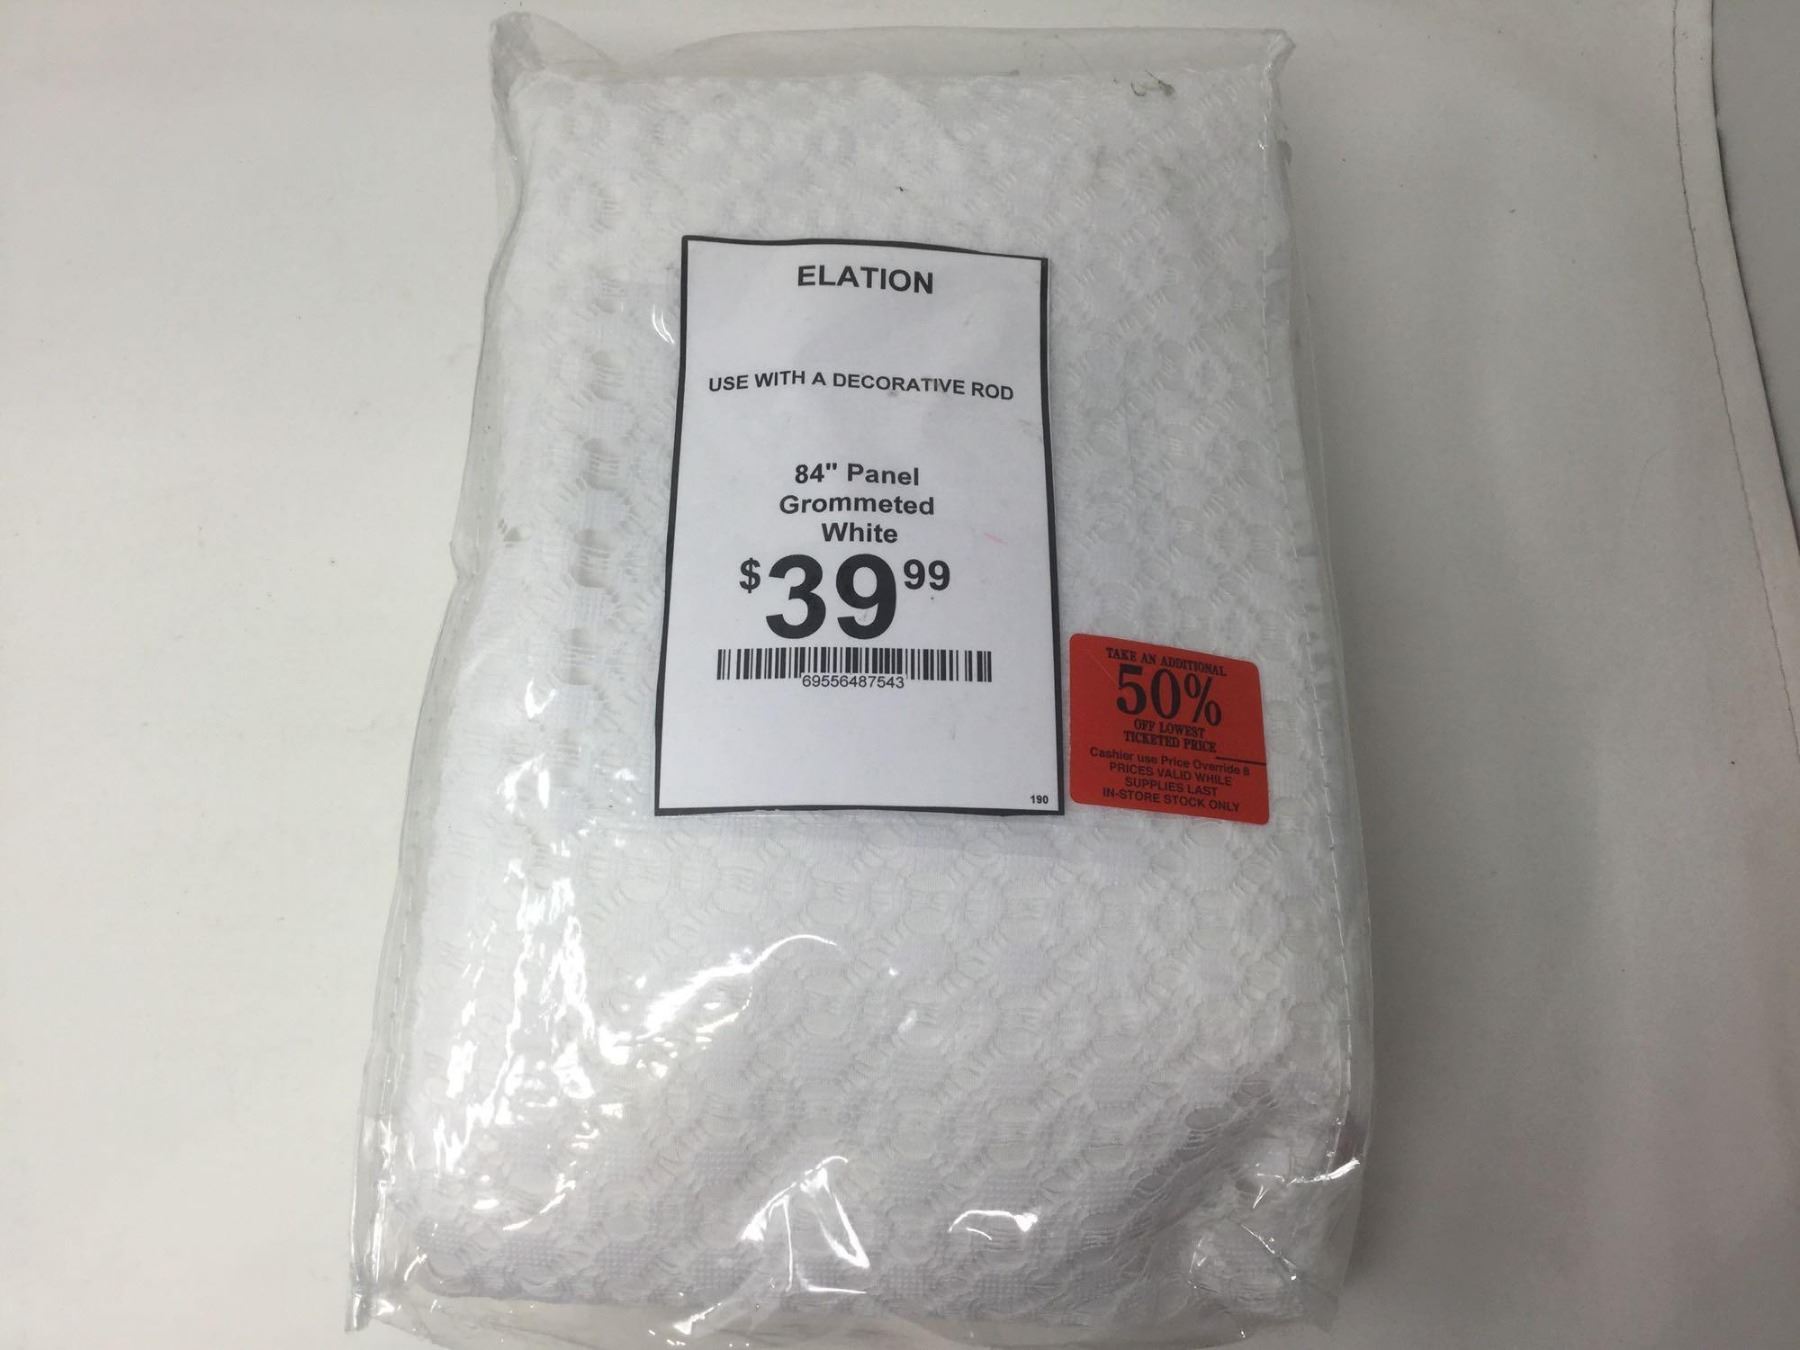 ELATION
USE WITH A DECORATIVE ROD
84" Panel
Grommeted
White
$39.99
69556487543
190
TAKE AN ADDITIONAL
50%
OFF LOWEST
TICKETED PRICE
Cashier use Price Override 8
PRICES VALID WHILE
SUPPLIES LAST
IN-STORE STOCK ONLY